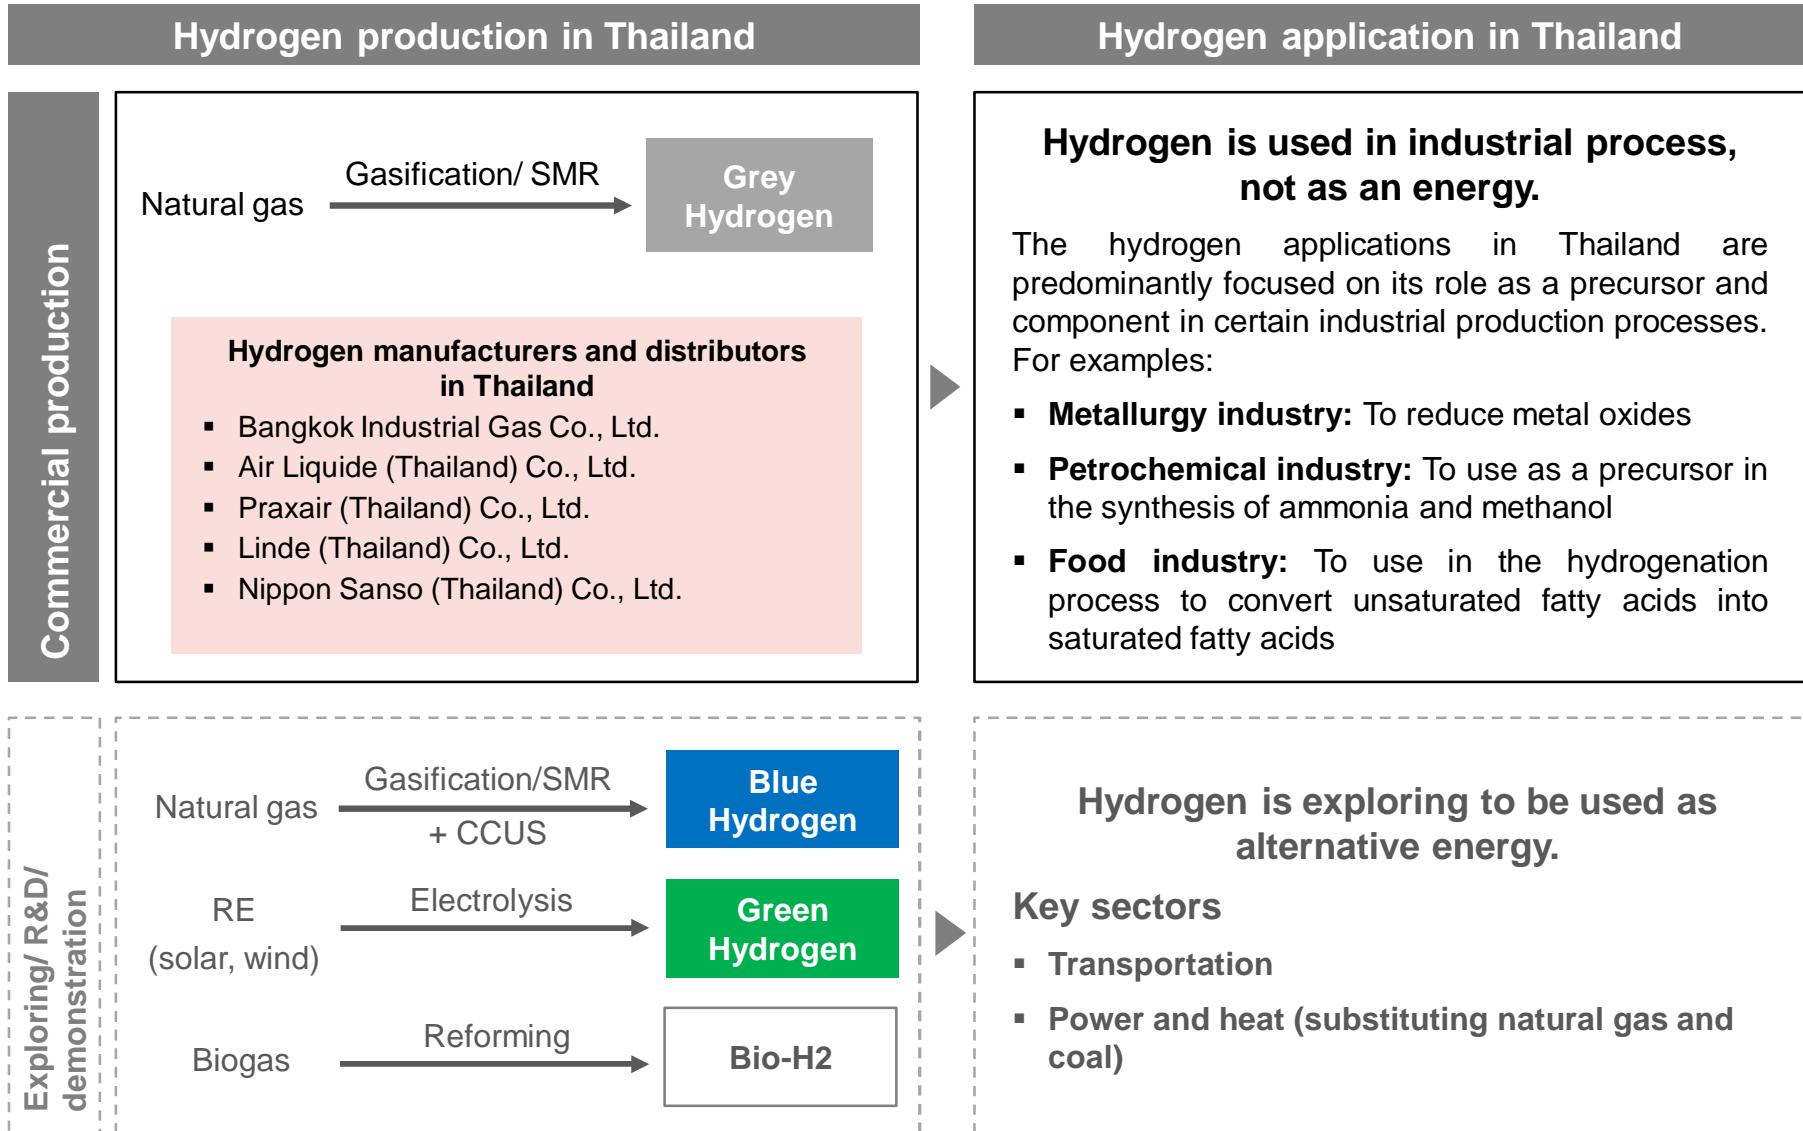 Hydrogen production in Thailand
Hydrogen application in Thailand
Commercial production
Natural gas
Gasification/ SMR
Grey
Hydrogen
Hydrogen manufacturers and distributors
in Thailand
▪ Bangkok Industrial Gas Co., Ltd.
▪ Air Liquide (Thailand) Co., Ltd.
▪ Praxair (Thailand) Co., Ltd.
▪ Linde (Thailand) Co., Ltd.
▪ Nippon Sanso (Thailand) Co., Ltd.
Hydrogen is used in industrial process,
not as an energy.
The hydrogen applications in Thailand are
predominantly focused on its role as a precursor and
component in certain industrial production processes.
For examples:
▪ Metallurgy industry: To reduce metal oxides
▪ Petrochemical industry: To use as a precursor in
the synthesis of ammonia and methanol
▪ Food industry: To use in the hydrogenation
process to convert unsaturated fatty acids into
saturated fatty acids
Exploring/ R&D/
demonstration
Natural gas
Gasification/SMR
+ CCUS
Blue
Hydrogen
RE
(solar, wind)
Electrolysis
Green
Hydrogen
Biogas
Reforming
Bio-H2
Hydrogen is exploring to be used as
alternative energy.
Key sectors
▪ Transportation
▪ Power and heat (substituting natural gas and
coal)